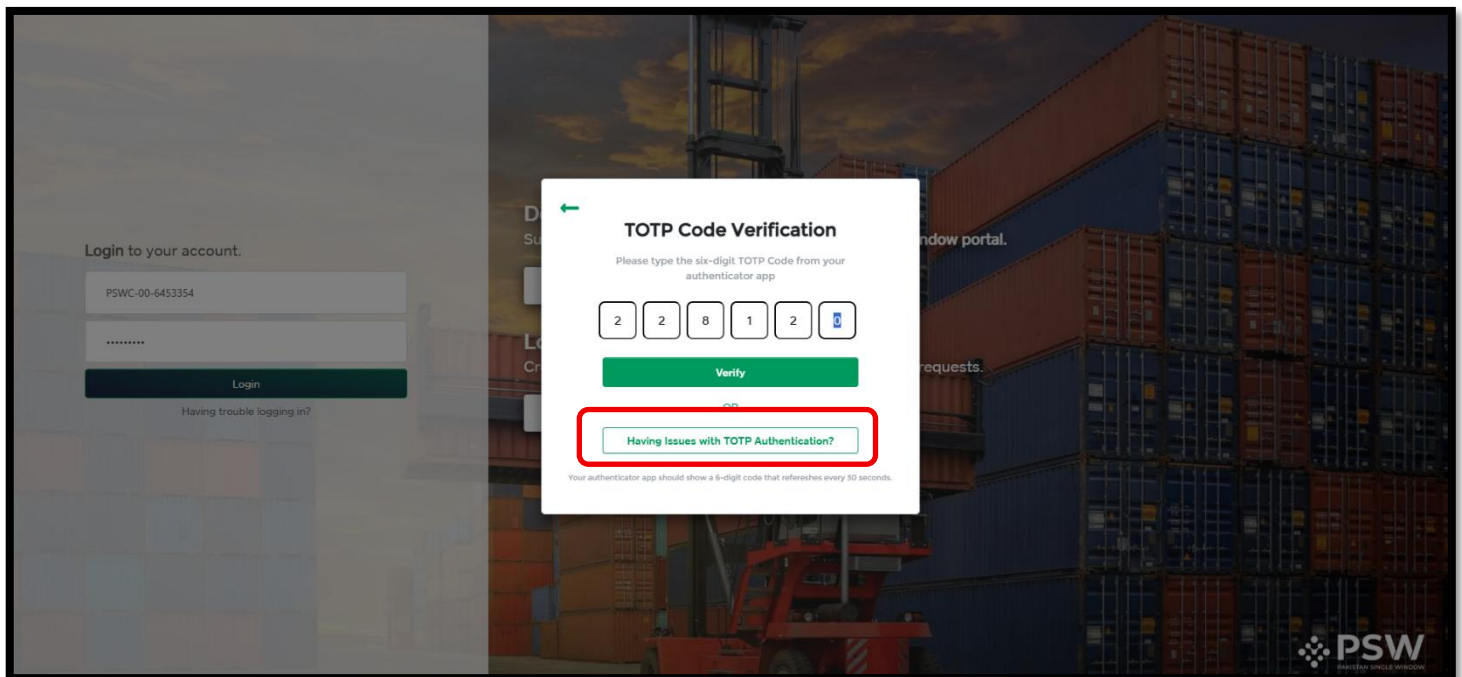 Login to your account.
PSWC-00-6453354
Login
Having trouble logging in?
D
Su
ndow portal.
Lo
Cr
requests.
TOTP Code Verification
Please type the six-digit TOTP Code from your
authenticator app
2 2 8 1 2 0
Verify
OR
Having Issues with TOTP Authentication?
Your authenticator app should show a 6-digit code that refereshes every 30 seconds.
PSW
PAKISTAN SINGLE WINDOW